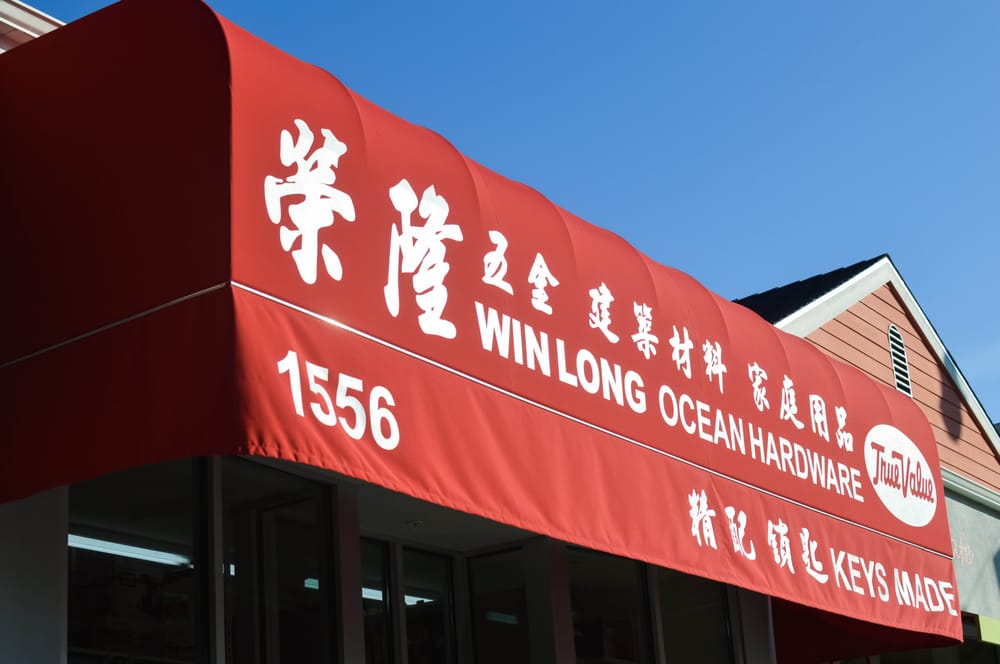 榮隆五金 建築材料 家庭用品
WIN LONG OCEAN HARDWARE
True Value
1556
精配鎖匙 KEYS MADE